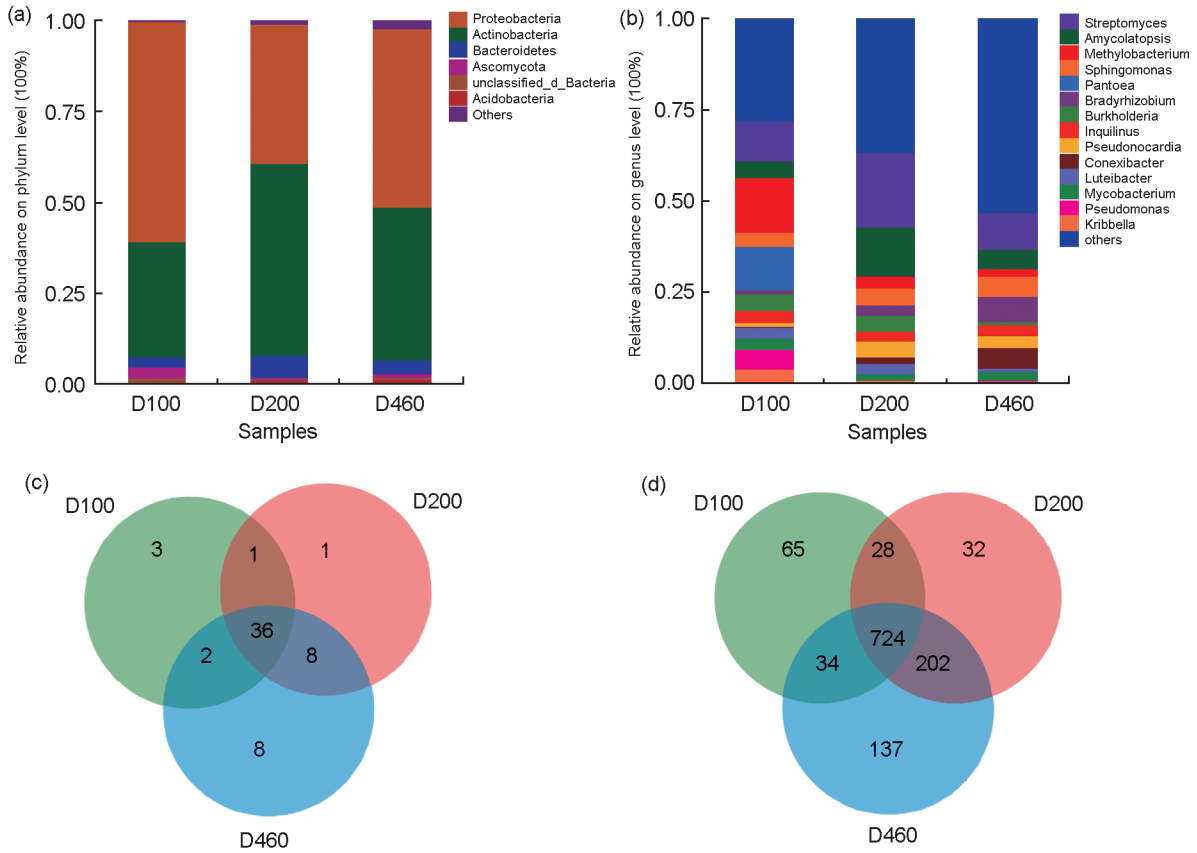 (a)
Relative abundance on phylum level (100%)
1.00
0.75
0.50
0.25
0.00
D100
D200
D460
Samples
Proteobacteria
Actinobacteria
Bacteroidetes
Ascomycota
unclassified_d_Bacteria
Acidobacteria
Others
(b)
Relative abundance on genus level (100%)
1.00
0.75
0.50
0.25
0.00
D100
D200
D460
Samples
Streptomyces
Amycolatopsis
Methylobacterium
Sphingomonas
Pantoea
Bradyrhizobium
Burkholderia
Inquilinus
Pseudonocardia
Conexibacter
Luteibacter
Mycobacterium
Pseudomonas
Kribbella
others
(c)
D100
D200
3
1
1
36
2
8
8
D460
(d)
D100
D200
65
28
32
724
34
202
137
D460